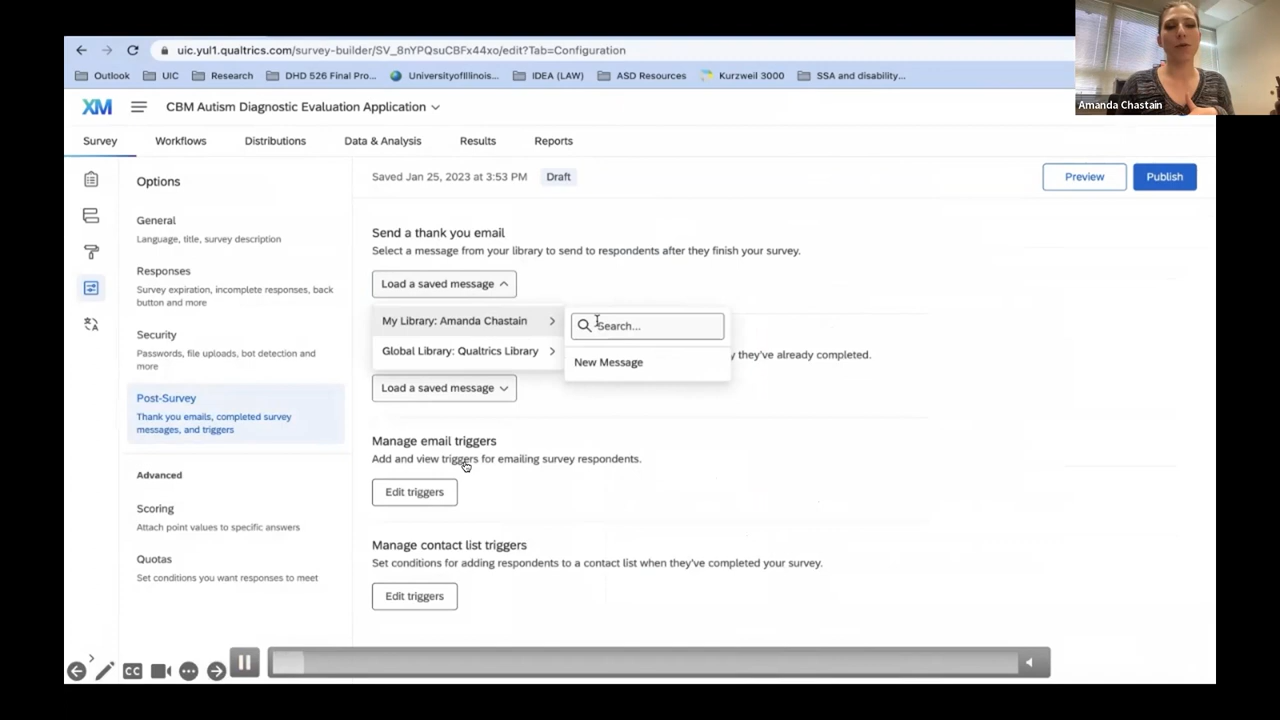 uic.yul1.qualtrics.com/survey-builder/SV_8nYPQsuCBFx44xo/edit?Tab=Configuration
Outlook UIC Research DHD 526 Final Pro... UniversityofIllinois... IDEA (LAW) ASD Resources Kurzweil 3000 SSA and disability...
Amanda Chastain
XM CBM Autism Diagnostic Evaluation Application
Survey Workflows Distributions Data & Analysis Results Reports
Options
General
Language, title, survey description
Responses
Survey expiration, incomplete responses, back
button and more
Security
Passwords, file uploads, bot detection and
more
Post-Survey
Thank you emails, completed survey
messages, and triggers
Advanced
Scoring
Attach point values to specific answers
Quotas
Set conditions you want responses to meet
Saved Jan 25, 2023 at 3:53 PM Draft Preview Publish
Send a thank you email
Select a message from your library to send to respondents after they finish your survey.
Load a saved message
My Library: Amanda Chastain
Global Library: Qualtrics Library
Search...
New Message
y they've already completed.
Load a saved message
Manage email triggers
Add and view triggers for emailing survey respondents.
Edit triggers
Manage contact list triggers
Set conditions for adding respondents to a contact list when they've completed your survey.
Edit triggers
CC